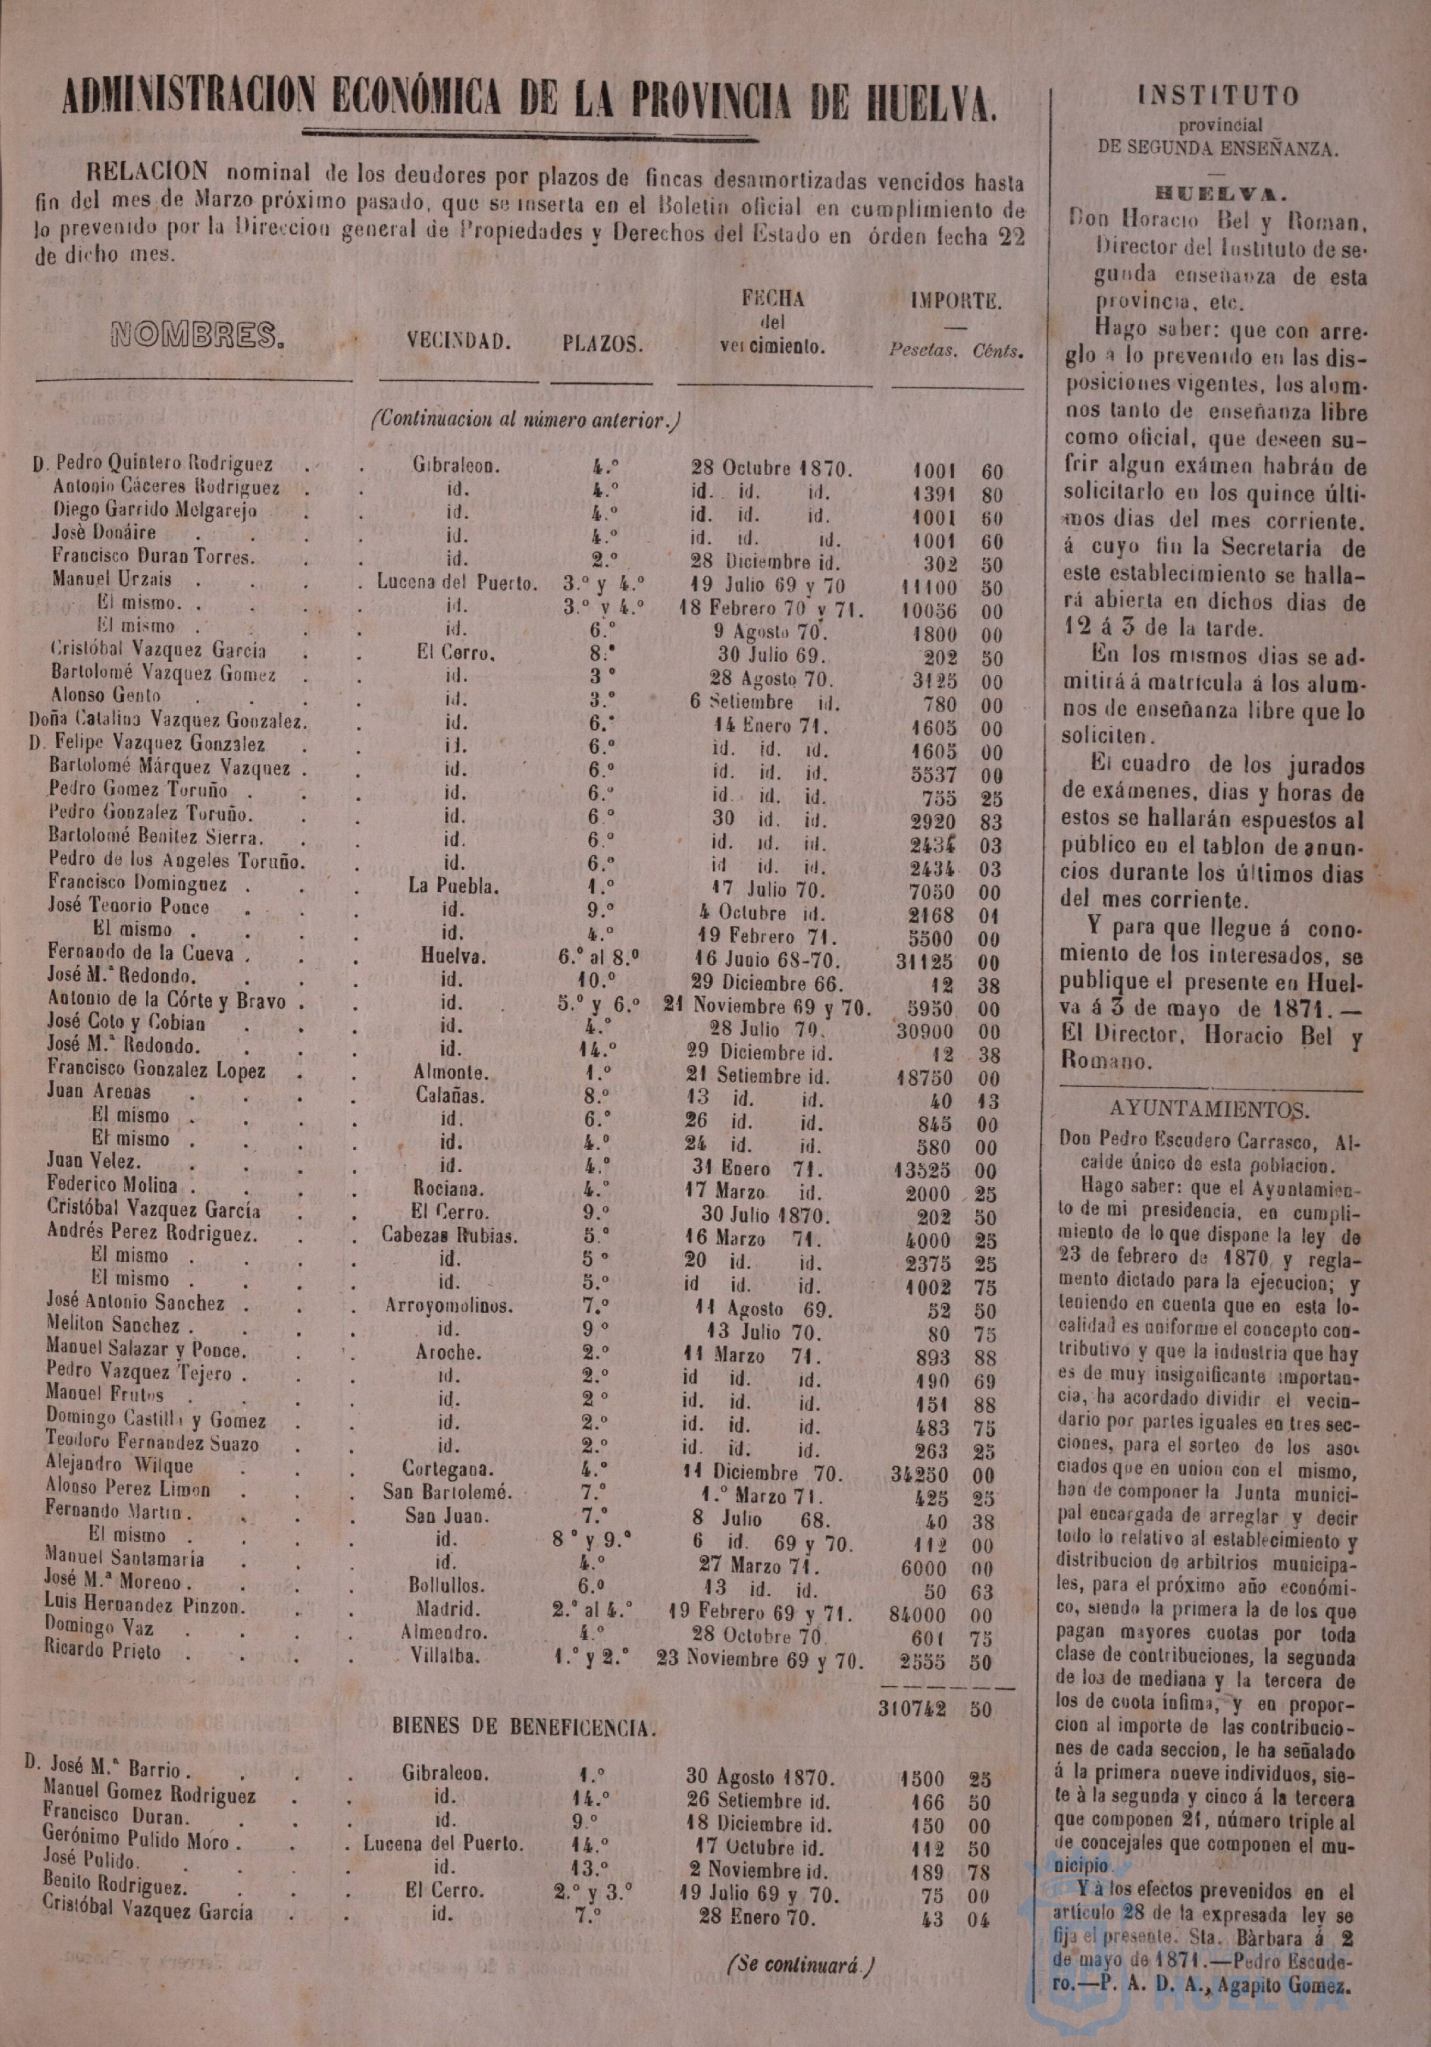 ADMINISTRACION ECONÓMICA DE LA PROVINCIA DE HUELVA.
RELACION nominal de los deudores por plazos de fincas desamortizadas vencidos hasta
fin del mes de Marzo próximo pasado, que se inserta en el Boletin oficial en cumplimiento de
lo prevenido por la Direccion general de Propiedades y Derechos del Estado en órden fecha 22
de dicho mes.
NOMBRES. VECINDAD. PLAZOS. FECHA del vencimiento. IMPORTE. Pesetas. Cénts.
(Continuacion al número anterior.)
D. Pedro Quintero Rodriguez . . Gibraleon. 4.º 28 Octubre 1870. 1001 60
Antonio Cáceres Rodriguez . . id. 4.º id. id. id. 1391 80
Diego Garrido Melgarejo . . id. 4.º id. id. id. 1001 60
Josè Donáire . . . . id. 4.º id. id. id. 1001 60
Francisco Duran Torres. . . id. 2.º 28 Diciembre id. 302 50
Manuel Urzais . . . . Lucena del Puerto. 3.º y 4.º 19 Julio 69 y 70 11100 50
El mismo. . . . . id. 3.º y 4.º 18 Febrero 70 y 71. 10056 00
El mismo . . . . id. 6.º 9 Agosto 70. 1800 00
Cristóbal Vazquez García . . El Cerro. 8.º 30 Julio 69. 202 50
Bartolomé Vazquez Gomez . . id. 3º 28 Agosto 70. 3125 00
Alonso Gento . . . . id. 3.º 6 Setiembre id. 780 00
Doña Catalina Vazquez Gonzalez. . id. 6.º 14 Enero 71. 1605 00
D. Felipe Vazquez Gonzalez . . id. 6.º id. id. id. 1605 00
Bartolomé Márquez Vazquez . . . id. 6.º id. id. id. 5537 00
Pedro Gomez Toruño . . . id. 6.º id. id. id. 755 25
Pedro Gonzalez Toruño. . . id. 6.º 30 id. id. 2920 83
Bartolomé Benitez Sierra. . . id. 6.º id. id. id. 2434 03
Pedro de los Angeles Toruño. . id. 6.º id id. id. 2434 03
Francisco Dominguez . . . La Puebla. 1.º 17 Julio 70. 7050 00
José Tenorio Ponce . . . id. 9.º 4 Octubre id. 2168 01
El mismo . . . . id. 4.º 19 Febrero 71. 5500 00
Fernando de la Cueva . . . Huelva. 6.º al 8.º 16 Junio 68-70. 31125 00
José M.ª Redondo. . . . id. 10.º 29 Diciembre 66. 12 38
Antonio de la Córte y Bravo . . id. 5.º y 6.º 21 Noviembre 69 y 70. 5950 00
José Coto y Cobian . . . id. 4.º 28 Julio 70. 30900 00
José M.ª Redondo. . . . id. 14.º 29 Diciembre id. 12 38
Francisco Gonzalez Lopez . . Almonte. 1.º 21 Setiembre id. 18750 00
Juan Arenas . . . . Calañas. 8.º 13 id. id. 40 13
El mismo . . . . id. 6.º 26 id. id. 845 00
El mismo . . . . id. 4.º 24 id. id. 580 00
Juan Velez. . . . . id. 4.º 31 Enero 71. 13525 00
Federico Molina . . . . Rociana. 4.º 17 Marzo id. 2000 25
Cristóbal Vazquez García . . El Cerro. 9.º 30 Julio 1870. 202 50
Andrés Perez Rodriguez. . . Cabezas Rubias. 5.º 16 Marzo 71. 4000 25
El mismo . . . . id. 5º 20 id. id. 2375 25
El mismo . . . . id. 5.º id id. id. 1002 75
José Antonio Sanchez . . . Arroyomolinos. 7.º 11 Agosto 69. 52 50
Meliton Sanchez . . . . id. 9º 13 Julio 70. 80 75
Manuel Salazar y Ponce. . . Aroche. 2.º 11 Marzo 71. 893 88
Pedro Vazquez Tejero . . . id. 2.º id id. id. 490 69
Manuel Frutos . . . . id. 2º id. id. id. 151 88
Domingo Castilla y Gomez . . id. 2.º id. id. id. 483 75
Teodoro Fernandez Suazo . . id. 2.º id. id. id. 263 25
Alejandro Wilque . . . Cortegana. 4.º 11 Diciembre 70. 34250 00
Alonso Perez Limon . . . San Bartolomé. 7.º 1.º Marzo 71. 425 25
Fernando Martin . . . . San Juan. 7.º 8 Julio 68. 40 38
El mismo . . . . id. 8º y 9.º 6 id. 69 y 70. 112 00
Manuel Santamaría . . . id. 4.º 27 Marzo 71. 6000 00
José M.ª Moreno . . . . Bollullos. 6.º 13 id. id. 50 63
Luis Hernandez Pinzon. . . Madrid. 2.º al 4.º 19 Febrero 69 y 71. 84000 00
Domingo Vaz . . . . Almendro. 4.º 28 Octubre 70. 601 75
Ricardo Prieto . . . . Villalba. 1.º y 2.º 23 Noviembre 69 y 70. 2555 50
310742 50
BIENES DE BENEFICENCIA.
D. José M.ª Barrio . . . . Gibraleon. 1.º 30 Agosto 1870. 1500 25
Manuel Gomez Rodriguez . . id. 14.º 26 Setiembre id. 166 50
Francisco Duran. . . . id. 9.º 18 Diciembre id. 150 00
Gerónimo Pulido Moro . . . Lucena del Puerto. 14.º 17 Octubre id. 112 50
José Pulido. . . . . id. 13.º 2 Noviembre id. 189 78
Benito Rodriguez. . . . El Cerro. 2.º y 3.º 19 Julio 69 y 70. 75 00
Cristóbal Vazquez García . . id. 7.º 28 Enero 70. 43 04
(Se continuará.)
INSTITUTO
provincial
DE SEGUNDA ENSEÑANZA.
HUELVA.
Don Horacio Bel y Roman,
Director del Instituto de se-
gunda enseñanza de esta
provincia, etc.
Hago saber: que con arre-
glo à lo prevenido en las dis-
posiciones vigentes, los alum-
nos tanto de enseñanza libre
como oficial, que deseen su-
frir algun exámen habrán de
solicitarlo en los quince últi-
mos dias del mes corriente.
á cuyo fin la Secretaría de
este establecimiento se halla-
rá abierta en dichos dias de
12 á 3 de la tarde.
En los mismos dias se ad-
mitirá á matrícula á los alum-
nos de enseñanza libre que lo
soliciten.
El cuadro de los jurados
de exámenes, dias y horas de
estos se hallarán espuestos al
público en el tablon de anun-
cios durante los últimos dias
del mes corriente.
Y para que llegue á cono-
miento de los interesados, se
publique el presente en Huel-
va á 3 de mayo de 1871.—
El Director, Horacio Bel y
Romano.
AYUNTAMIENTOS.
Don Pedro Escudero Carrasco, Al-
calde único de esta poblacion.
Hago saber: que el Ayuntamien-
to de mi presidencia, en cumpli-
miento de lo que dispone la ley de
23 de febrero de 1870, y regla-
mento dictado para la ejecucion; y
teniendo en cuenta que en esta lo-
calidad es uniforme el concepto con-
tributivo y que la industria que hay
es de muy insignificante importan-
cia, ha acordado dividir el vecin-
dario por partes iguales en tres sec-
ciones, para el sorteo de los aso-
ciados que en union con el mismo,
han de componer la Junta munici-
pal encargada de arreglar y decir
todo lo relativo al establecimiento y
distribucion de arbitrios municipa-
les, para el próximo año económi-
co, siendo la primera la de los que
pagan mayores cuotas por toda
clase de contribuciones, la segunda
de los de mediana y la tercera de
los de cuota ínfima, y en propor-
cion al importe de las contribucio-
nes de cada seccion, le ha señalado
á la primera nueve individuos, sie-
te à la segunda y cinco á la tercera
que componen 21, número triple al
de concejales que componen el mu-
nicipio.
Y à los efectos prevenidos en el
artículo 28 de la expresada ley se
fija el presente. Sta. Bàrbara á 2
de mayo de 1871.—Pedro Escude-
ro.—P. A. D. A., Agapito Gomez.
HUELVA